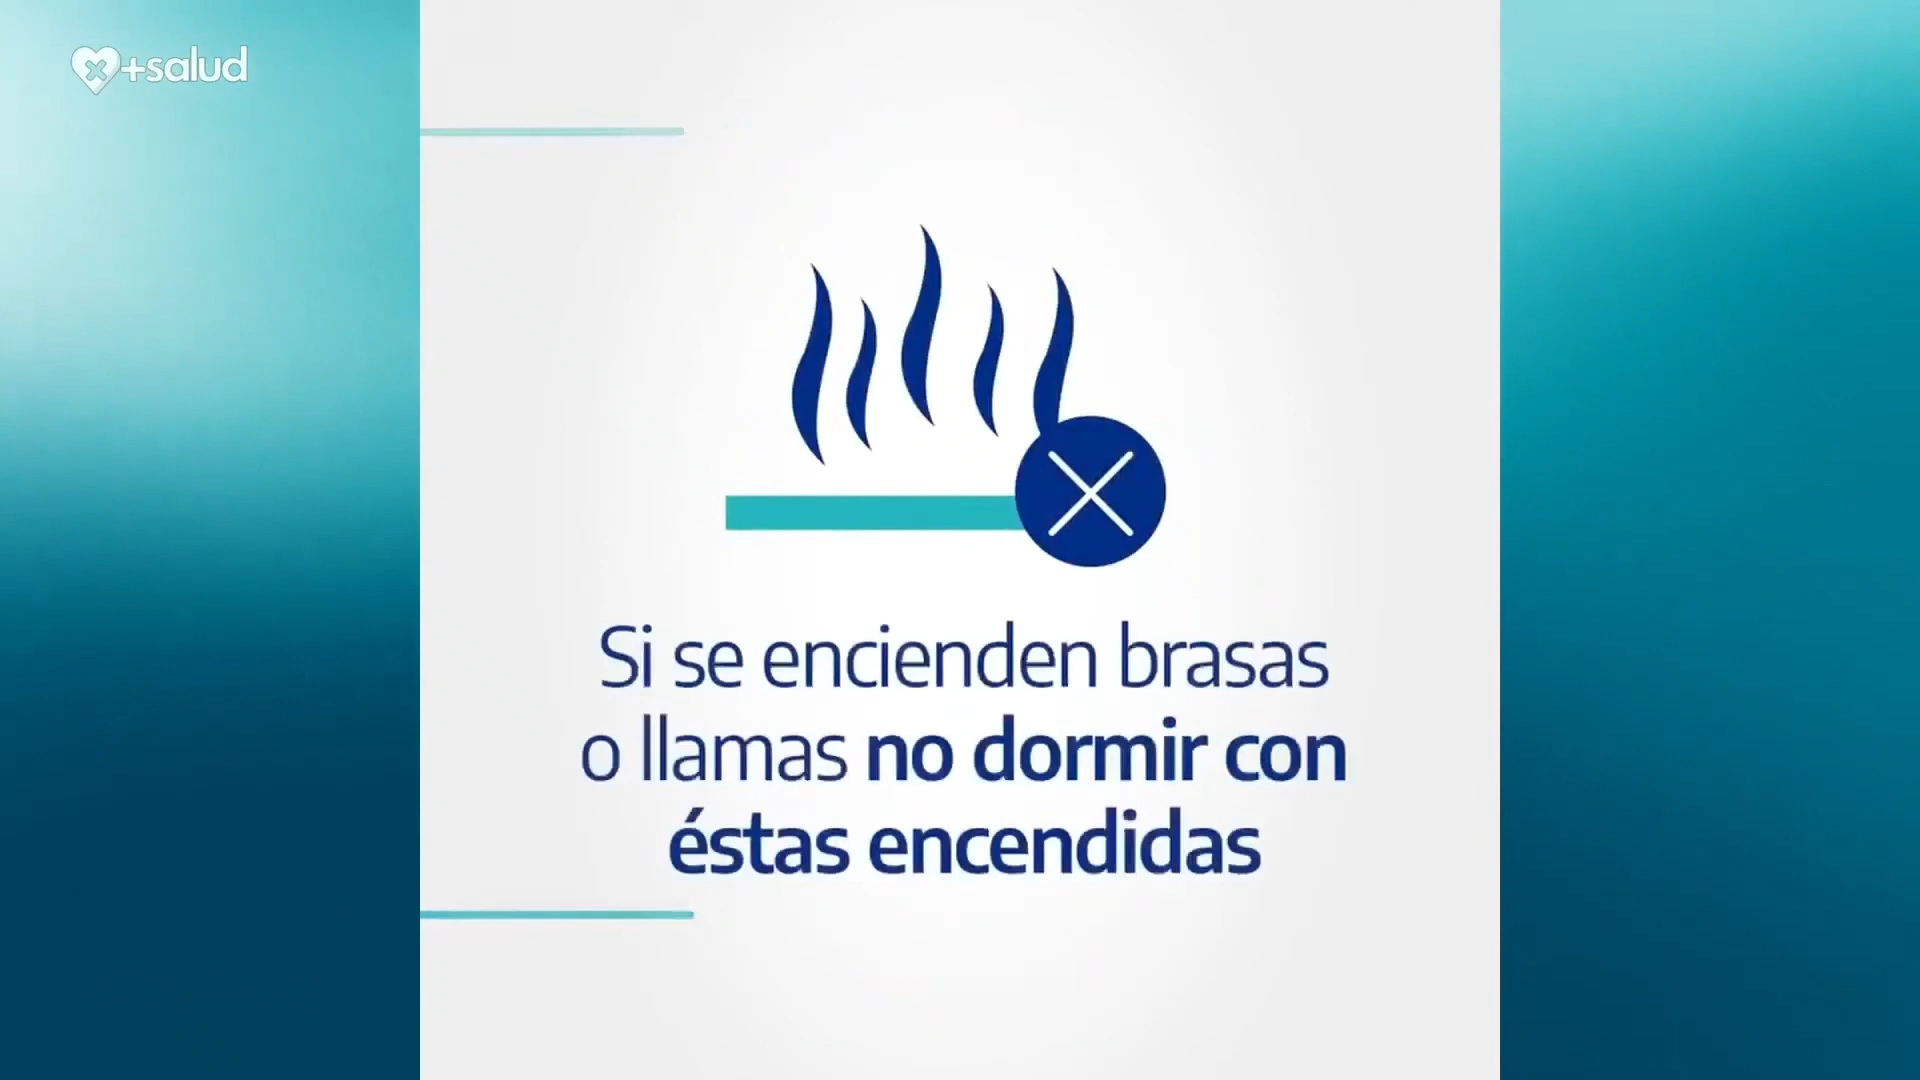 +salud
Si se encienden brasas
o llamas no dormir con
éstas encendidas